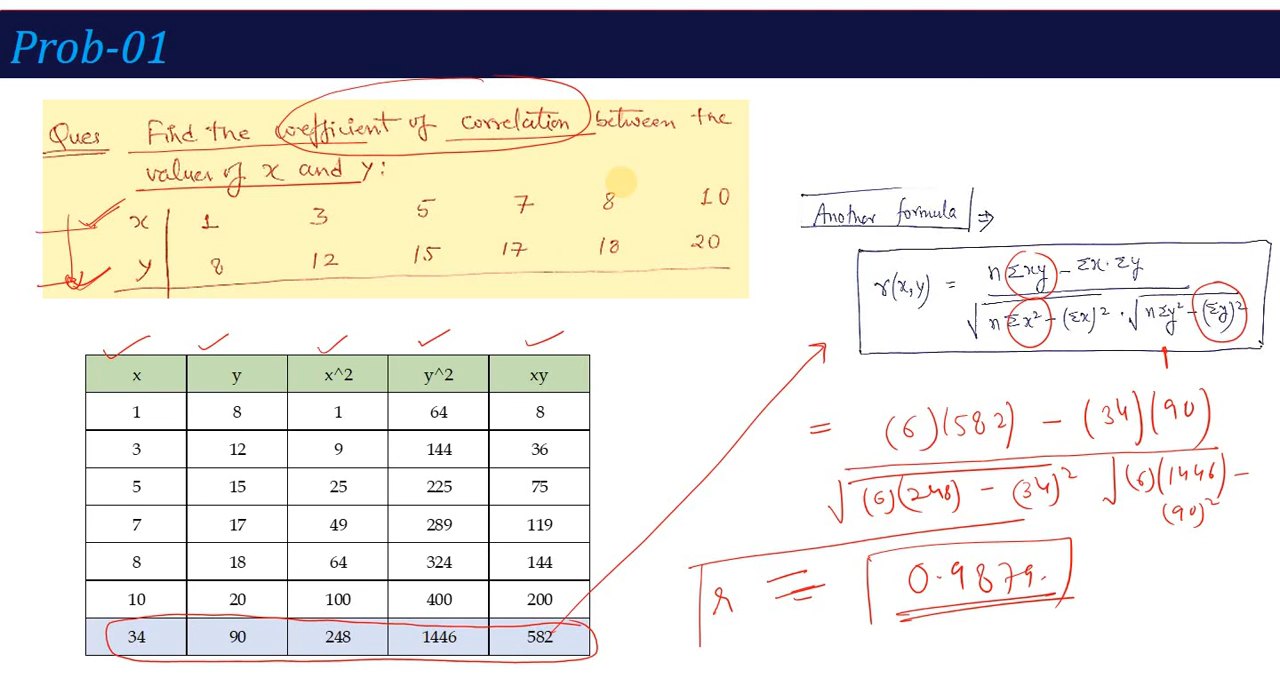 Prob-01
Ques Find the coefficient of correlation between the
values of x and y:
x 1 3 5 7 8 10
y 8 12 15 17 18 20
Another formula ⇒
r(x,y) = n Σxy - Σx·Σy / √n Σx² - (Σx)² · √n Σy² - (Σy)²
x y x^2 y^2 xy
1 8 1 64 8
3 12 9 144 36
5 15 25 225 75
7 17 49 289 119
8 18 64 324 144
10 20 100 400 200
34 90 248 1446 582
= (6)(582) - (34)(90)
√(6)(248) - (34)² √(6)(1446) -
(90)²
r = 0.9879.